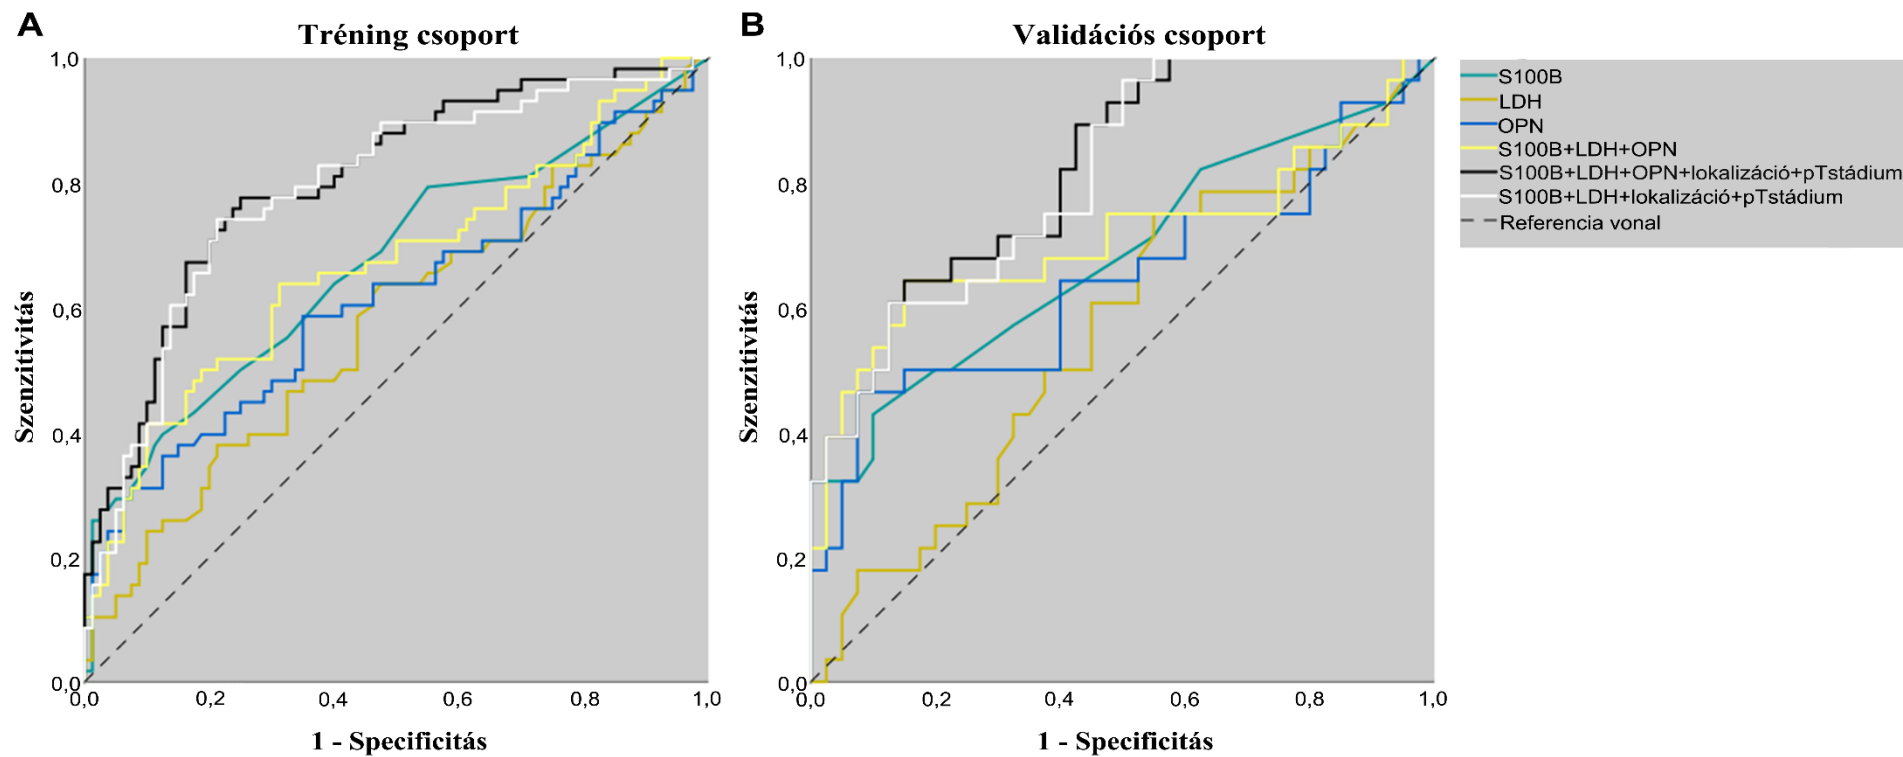 A
Tréning csoport
Szenzitivitás
1,0
0,8
0,6
0,4
0,2
0,0
0,0 0,2 0,4 0,6 0,8 1,0
1 - Specificitás
B
Validációs csoport
Szenzitivitás
1,0
0,8
0,6
0,4
0,2
0,0
0,0 0,2 0,4 0,6 0,8 1,0
1 - Specificitás
S100B
LDH
OPN
S100B+LDH+OPN
S100B+LDH+OPN+lokalizáció+pTstádium
S100B+LDH+lokalizáció+pTstádium
Referencia vonal